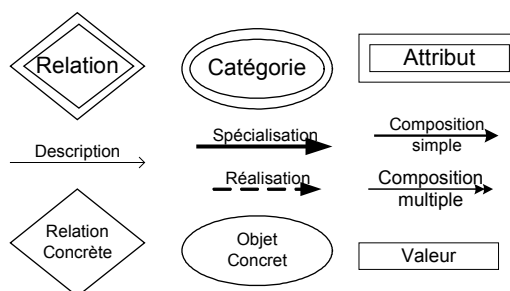 Relation
Catégorie
Attribut
Description
Spécialisation
Composition
simple
Réalisation
Composition
multiple
Relation
Concrète
Objet
Concret
Valeur